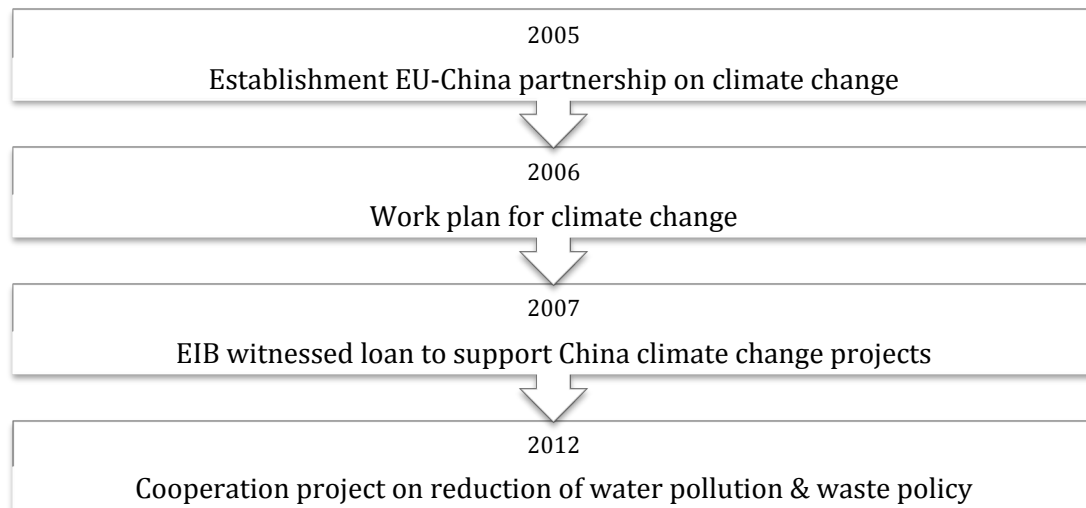 2005
Establishment EU-China partnership on climate change
2006
Work plan for climate change
2007
EIB witnessed loan to support China climate change projects
2012
Cooperation project on reduction of water pollution & waste policy